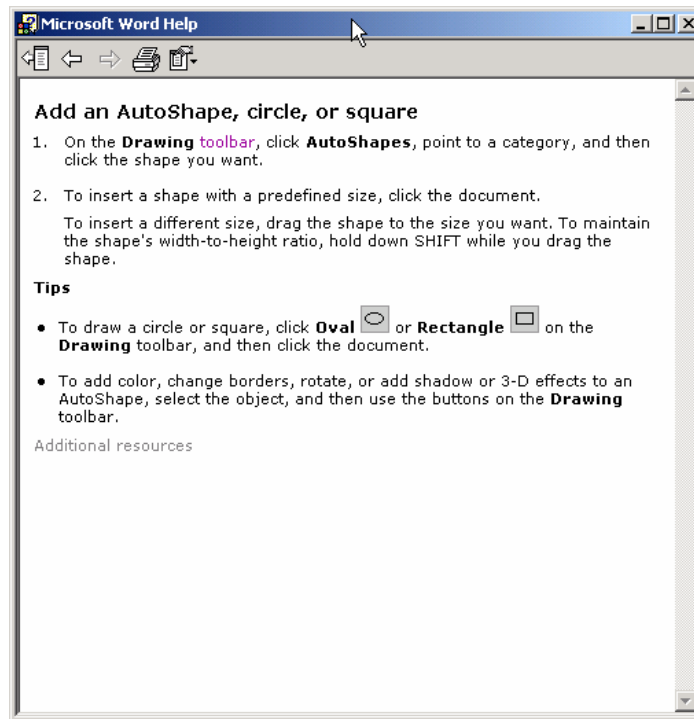 Microsoft Word Help
Add an AutoShape, circle, or square
1. On the Drawing toolbar, click AutoShapes, point to a category, and then
click the shape you want.
2. To insert a shape with a predefined size, click the document.
To insert a different size, drag the shape to the size you want. To maintain
the shape's width-to-height ratio, hold down SHIFT while you drag the
shape.
Tips
• To draw a circle or square, click Oval or Rectangle on the
Drawing toolbar, and then click the document.
• To add color, change borders, rotate, or add shadow or 3-D effects to an
AutoShape, select the object, and then use the buttons on the Drawing
toolbar.
Additional resources